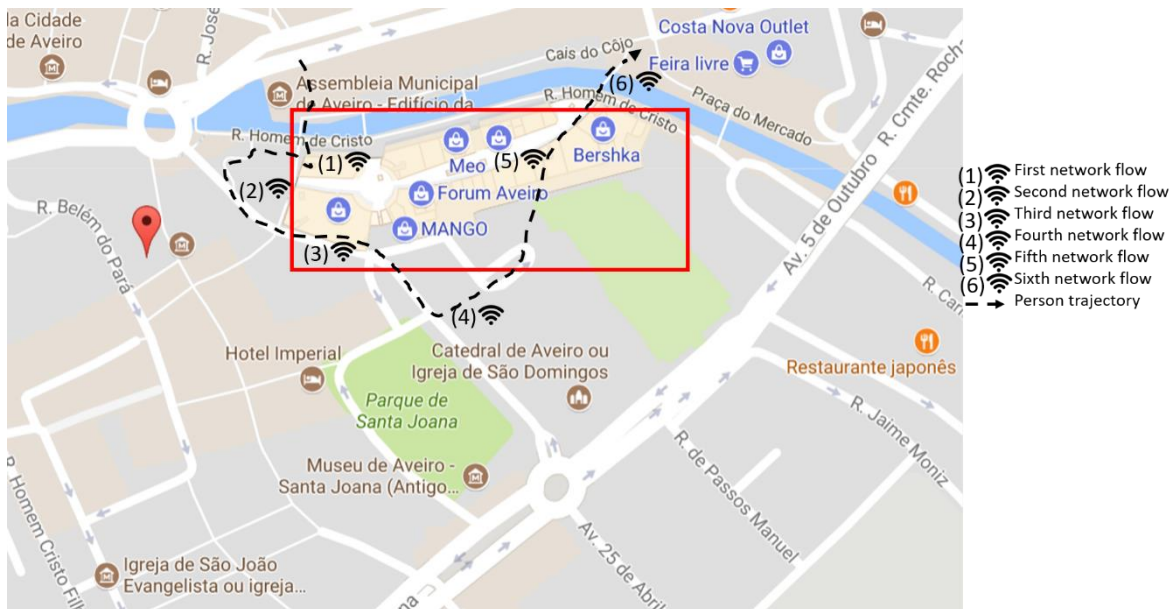 la Cidade
de Aveiro
R. José
Assembleia Municipal
de Aveiro - Edifício da
Costa Nova Outlet
Cais do Côjo
Feira livre
(6)
R. Homem de Cristo
Praça do Mercado
R. Cmte. Rocha
R. Homem de Cristo
(1)
Meo
(5)
Bershka
(2)
Forum Aveiro
MANGO
(3)
R. Belém do Pará
Av. 5 de Outubro
(4)
Hotel Imperial
Catedral de Aveiro ou
Igreja de São Domingos
Parque de
Santa Joana
Restaurante japonês
R. Jaime Moniz
Museu de Aveiro -
Santa Joana (Antigo...
R. de Passos Manuel
R. Homem Cristo Filho
Igreja de São João
Evangelista ou igreja...
Av. 25 de Abril
(1) First network flow
(2) Second network flow
(3) Third network flow
(4) Fourth network flow
(5) Fifth network flow
(6) Sixth network flow
Person trajectory